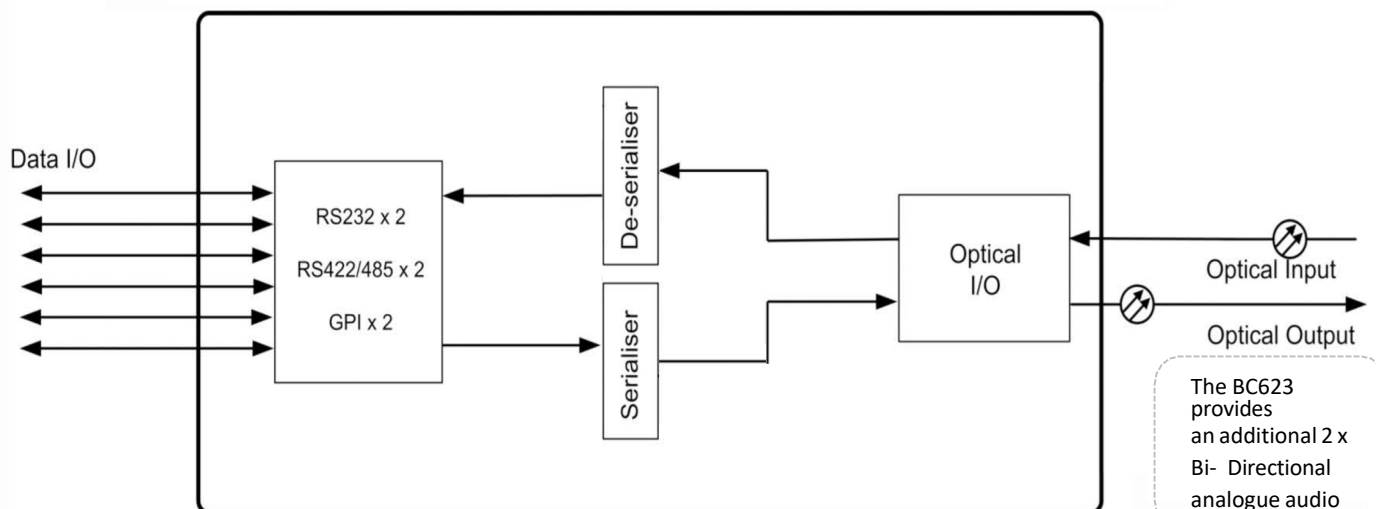 Data I/O
RS232 x 2
RS422/485 x 2
GPI x 2
De-serialiser
Serialiser
Optical
I/O
Optical Input
Optical Output
The BC623
provides
an additional 2 x
Bi- Directional
analogue audio